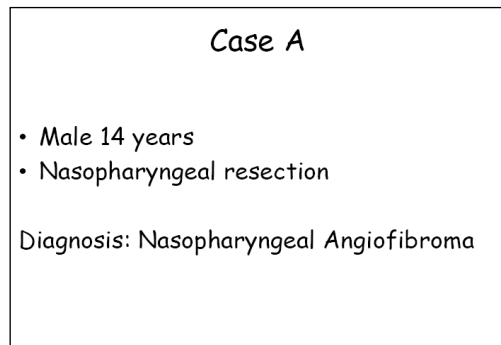 Case A
• Male 14 years
• Nasopharyngeal resection
Diagnosis: Nasopharyngeal Angiofibroma